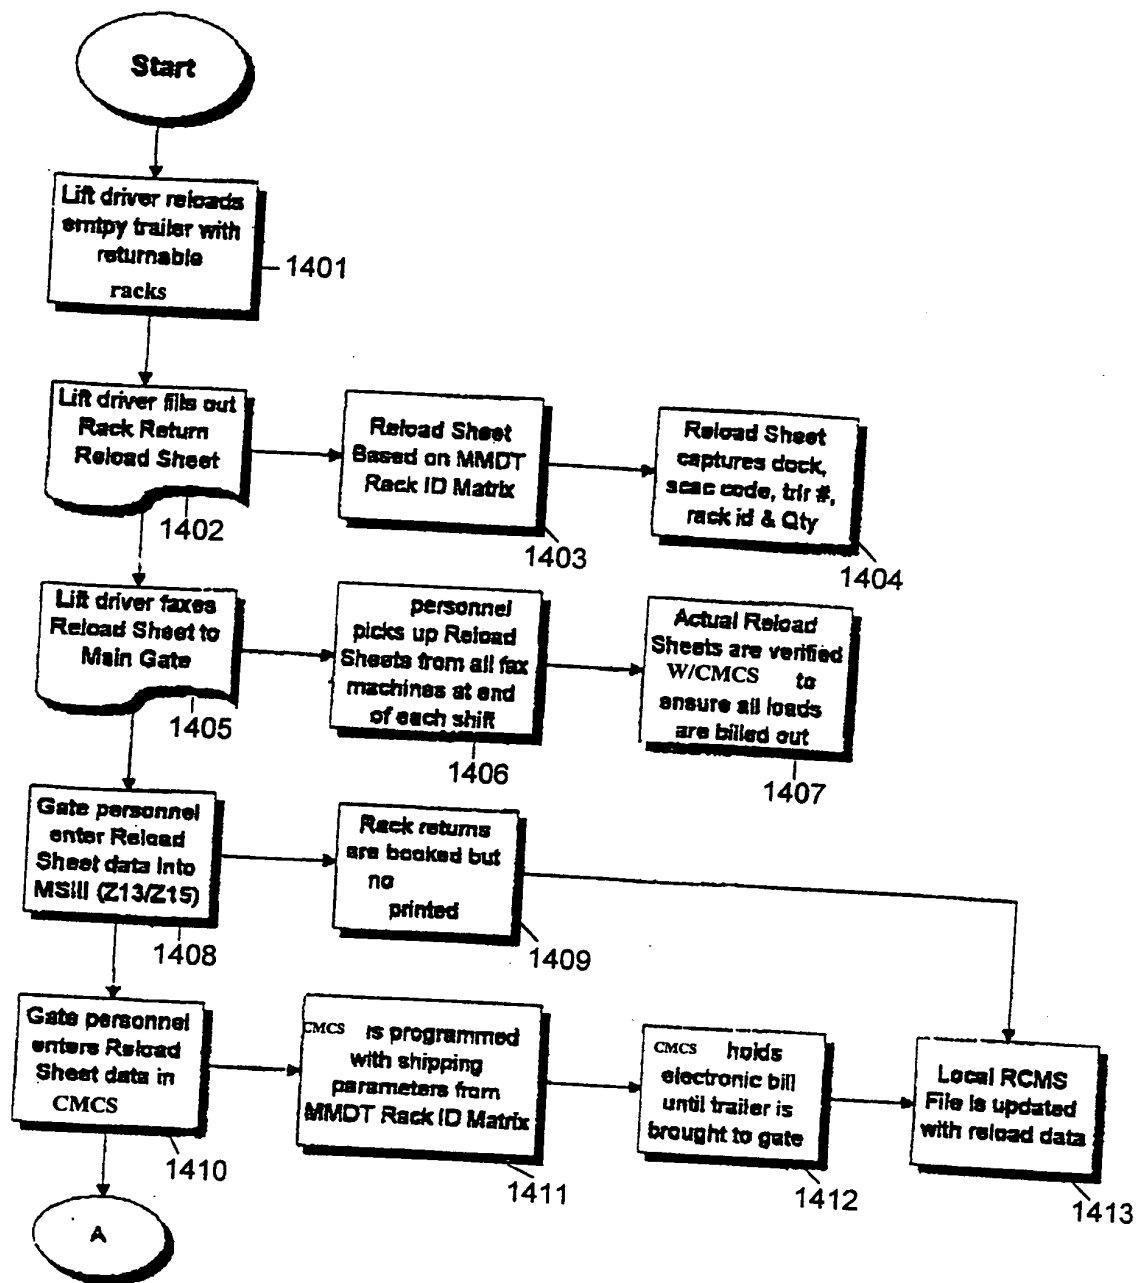 Start
Lift driver reloads
emtpy trailer with
returnable
racks
1401
Lift driver fills out
Rack Return
Reload Sheet
1402
Reload Sheet
Based on MMDT
Rack ID Matrix
1403
Reload Sheet
captures dock,
scac code, trlr #,
rack id & Qty
1404
Lift driver faxes
Reload Sheet to
Main Gate
1405
personnel
picks up Reload
Sheets from all fax
machines at end
of each shift
1406
Actual Reload
Sheets are verified
W/CMCS to
ensure all loads
are billed out
1407
Gate personnel
enter Reload
Sheet data into
MSIII (Z13/Z15)
1408
Rack returns
are booked but
no
printed
1409
Gate personnel
enters Reload
Sheet data in
CMCS
1410
CMCS is programmed
with shipping
parameters from
MMDT Rack ID Matrix
1411
CMCS holds
electronic bill
until trailer is
brought to gate
1412
Local RCMS
File is updated
with reload data
1413
A